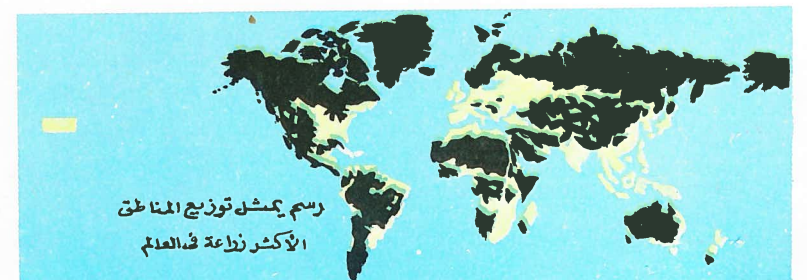 رسم يمثل توزيع المناطق
الأكثر زراعة في العالم